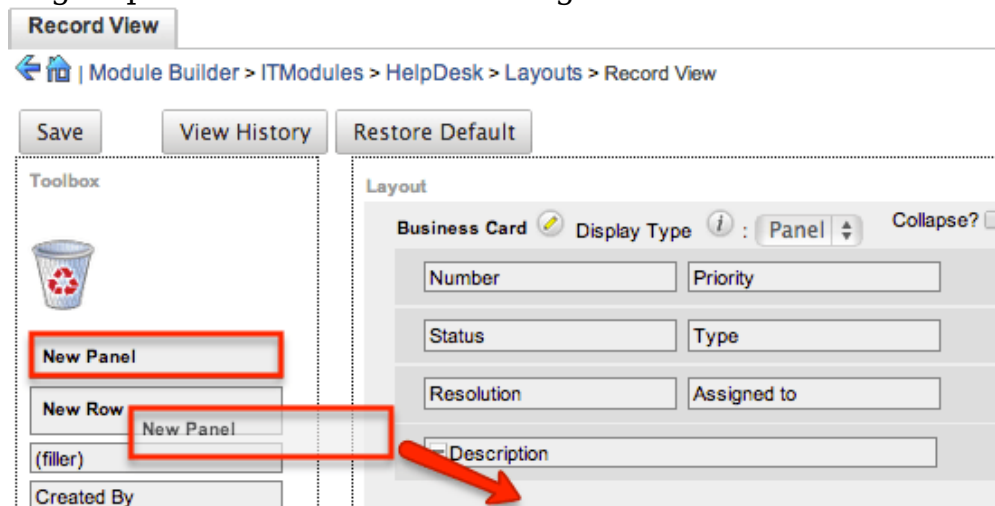 Record View
| Module Builder > ITModules > HelpDesk > Layouts > Record View
Save View History Restore Default
Toolbox
Layout
Business Card Display Type i : Panel Collapse?
Number Priority
Status Type
New Panel
Resolution Assigned to
New Row
New Panel
(filler)
Description
Created By